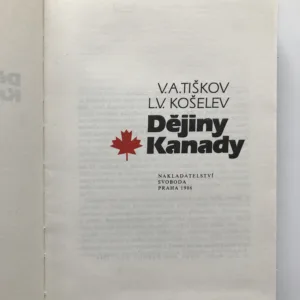 V.A.TIŠKOV
L.V. KOŠELEV
Dějiny
Kanady
NAKLADATELSTVÍ
SVOBODA
PRAHA 1986